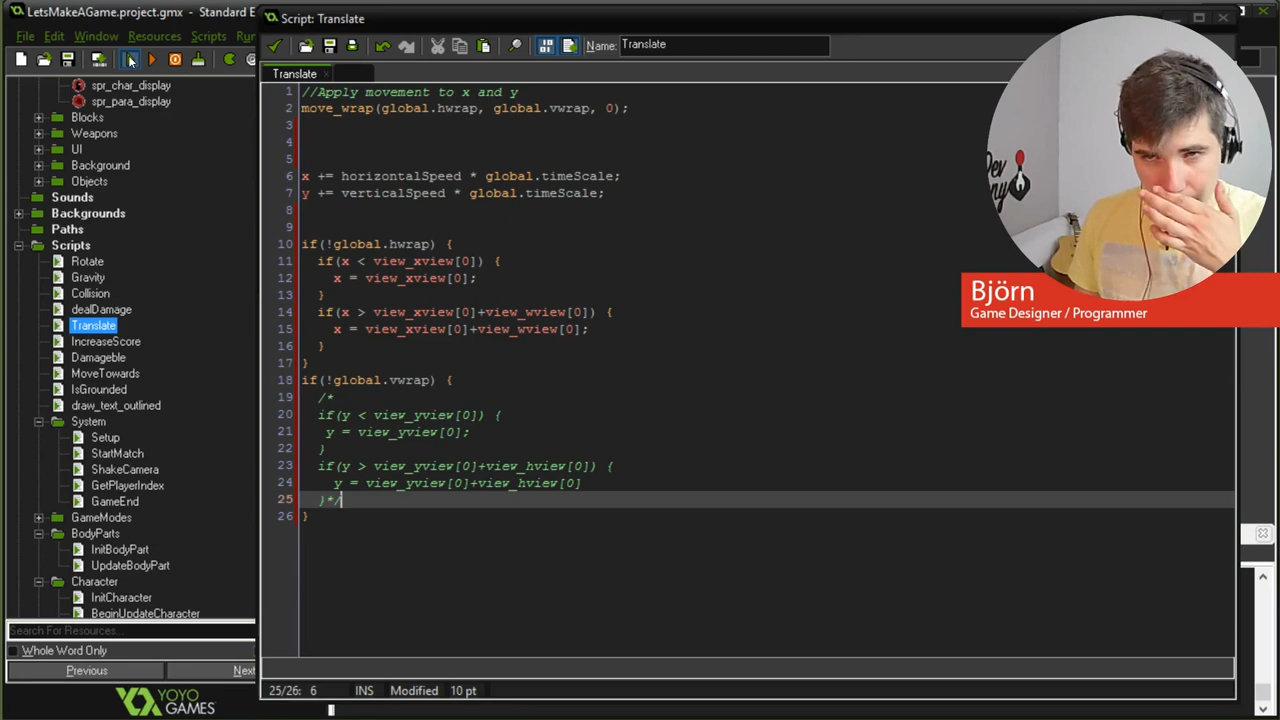 LetsMakeAGame.project.gmx - Standard E
Script: Translate
File Edit Window Resources Scripts Ru
Name: Translate
Translate
spr_char_display
spr_para_display
Blocks
Weapons
UI
Background
Objects
Sounds
Backgrounds
Paths
Scripts
Rotate
Gravity
Collision
dealDamage
Translate
IncreaseScore
Damageble
MoveTowards
IsGrounded
draw_text_outlined
System
Setup
StartMatch
ShakeCamera
GetPlayerIndex
GameEnd
GameModes
BodyParts
InitBodyPart
UpdateBodyPart
Character
InitCharacter
BeginUpdateCharacter
Search For Resources...
Whole Word Only
Previous Next
YOYO
GAMES
1 //Apply movement to x and y
2 move_wrap(global.hwrap, global.vwrap, 0);
3
4
5
6 x += horizontalSpeed * global.timeScale;
7 y += verticalSpeed * global.timeScale;
8
9
10 if(!global.hwrap) {
11 if(x < view_xview[0]) {
12 x = view_xview[0];
13 }
14 if(x > view_xview[0]+view_wview[0]) {
15 x = view_xview[0]+view_wview[0];
16 }
17 }
18 if(!global.vwrap) {
19 /*
20 if(y < view_yview[0]) {
21 y = view_yview[0];
22 }
23 if(y > view_yview[0]+view_hview[0]) {
24 y = view_yview[0]+view_hview[0]
25 }*/
26 }
25/26: 6 INS Modified 10 pt
Björn
Game Designer / Programmer